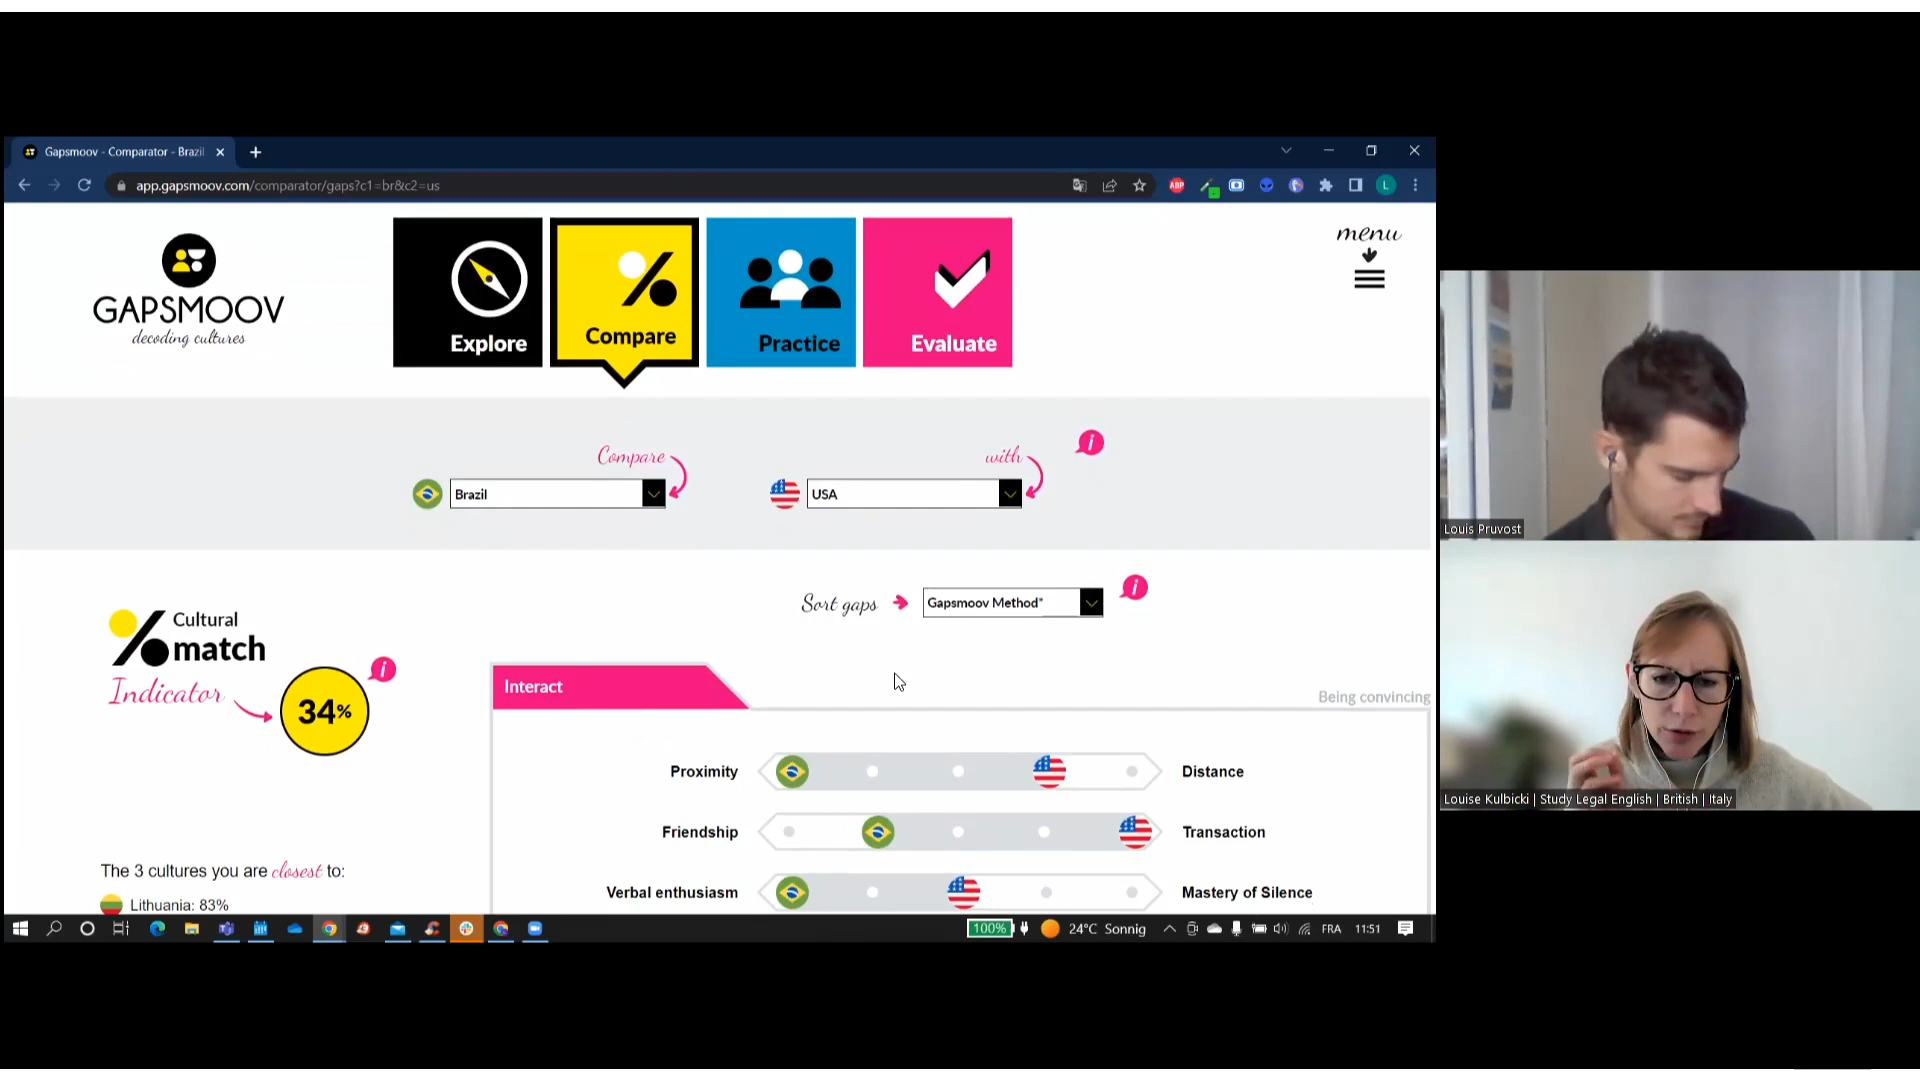 Gapsmoov - Comparator - Brazil
app.gapsmoov.com/comparator/gaps?c1=br&c2=us
ABP
L
GAPSMOOV
decoding cultures
Explore
Compare
Practice
Evaluate
menu
Compare
with
i
Brazil
USA
Sort gaps
Gapsmoov Method*
i
Cultural
match
Indicator
34%
i
Interact
Being convincing
Proximity
Distance
Friendship
Transaction
Verbal enthusiasm
Mastery of Silence
The 3 cultures you are closest to:
Lithuania: 83%
100%
24°C Sonnig
FRA
11:51
Louis Pruvost
Louise Kulbicki | Study Legal English | British | Italy